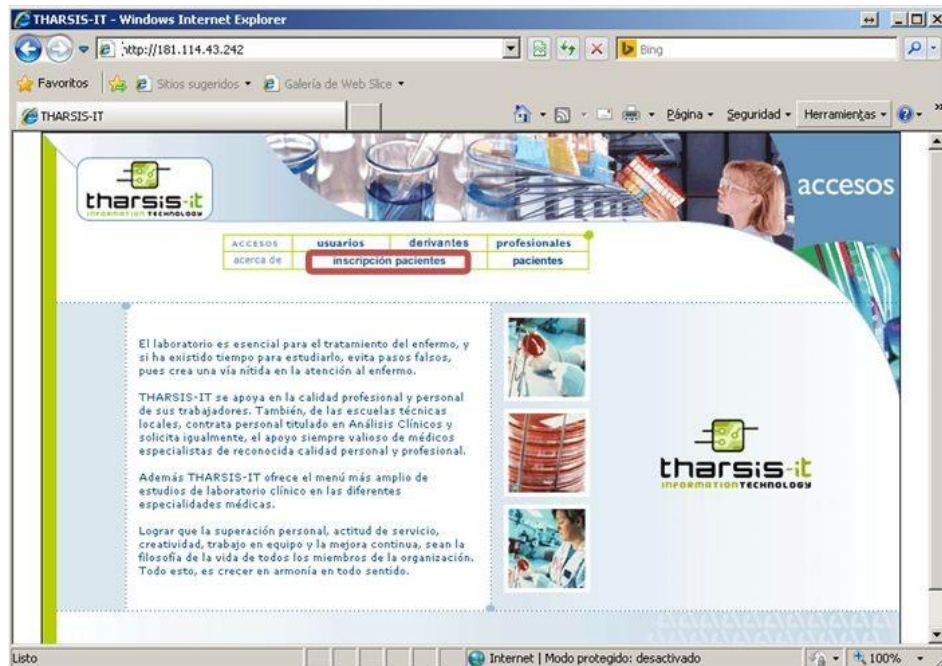 THARSIS-IT - Windows Internet Explorer
http://181.114.43.242
Bing
Favoritos
Sitios sugeridos
Galería de Web Slice
THARSIS-IT
Página
Seguridad
Herramientas
tharsis-it
INFORMATION TECHNOLOGY
accesos
ACCESOS usuarios derivantes profesionales
acerca de inscripción pacientes pacientes
El laboratorio es esencial para el tratamiento del enfermo, y
si ha existido tiempo para estudiarlo, evita pasos falsos,
pues crea una vía nítida en la atención al enfermo.
THARSIS-IT se apoya en la calidad profesional y personal
de sus trabajadores. También, de las escuelas técnicas
locales, contrata personal titulado en Análisis Clínicos y
solicita igualmente, el apoyo siempre valioso de médicos
especialistas de reconocida calidad personal y profesional.
Además THARSIS-IT ofrece el menú más amplio de
estudios de laboratorio clínico en las diferentes
especialidades médicas.
Lograr que la superación personal, actitud de servicio,
creatividad, trabajo en equipo y la mejora continua, sean la
filosofía de la vida de todos los miembros de la organización.
Todo esto, es crecer en armonía en todo sentido.
tharsis-it
INFORMATION TECHNOLOGY
Listo
Internet | Modo protegido: desactivado
100%